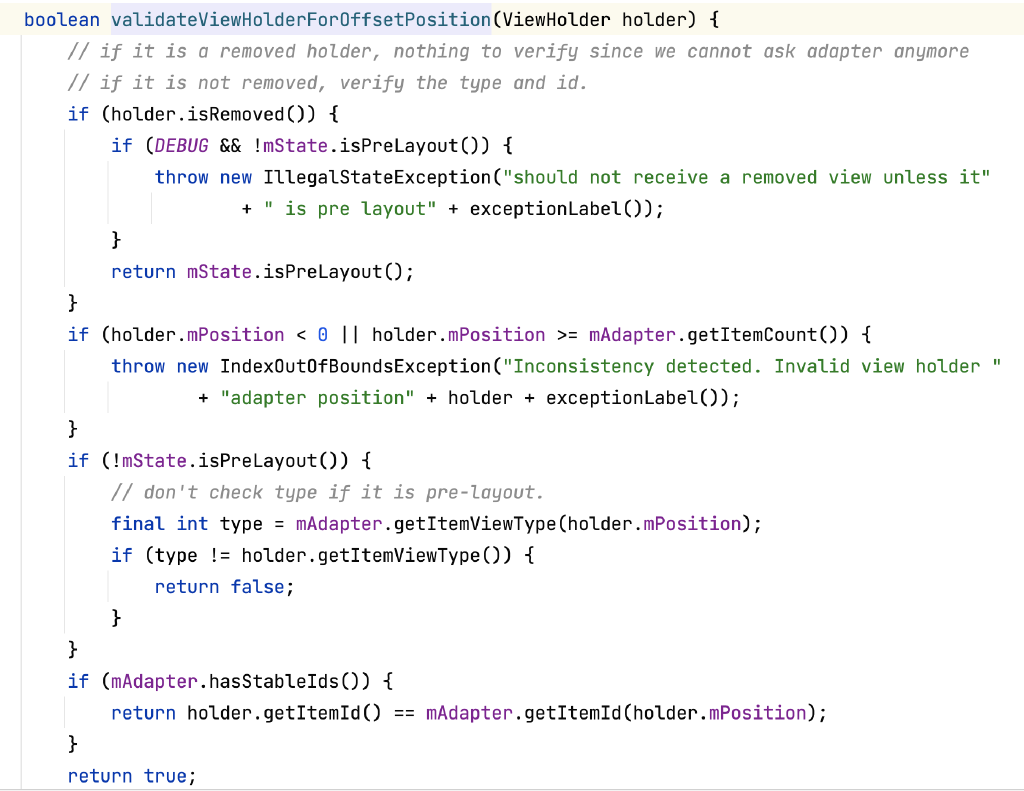 boolean validateViewHolderForOffsetPosition(ViewHolder holder) {
    // if it is a removed holder, nothing to verify since we cannot ask adapter anymore
    // if it is not removed, verify the type and id.
    if (holder.isRemoved()) {
        if (DEBUG && !mState.isPreLayout()) {
            throw new IllegalStateException("should not receive a removed view unless it"
                    + " is pre layout" + exceptionLabel());
        }
        return mState.isPreLayout();
    }
    if (holder.mPosition < 0 || holder.mPosition >= mAdapter.getItemCount()) {
        throw new IndexOutOfBoundsException("Inconsistency detected. Invalid view holder "
                + "adapter position" + holder + exceptionLabel());
    }
    if (!mState.isPreLayout()) {
        // don't check type if it is pre-layout.
        final int type = mAdapter.getItemViewType(holder.mPosition);
        if (type != holder.getItemViewType()) {
            return false;
        }
    }
    if (mAdapter.hasStableIds()) {
        return holder.getItemId() == mAdapter.getItemId(holder.mPosition);
    }
    return true;